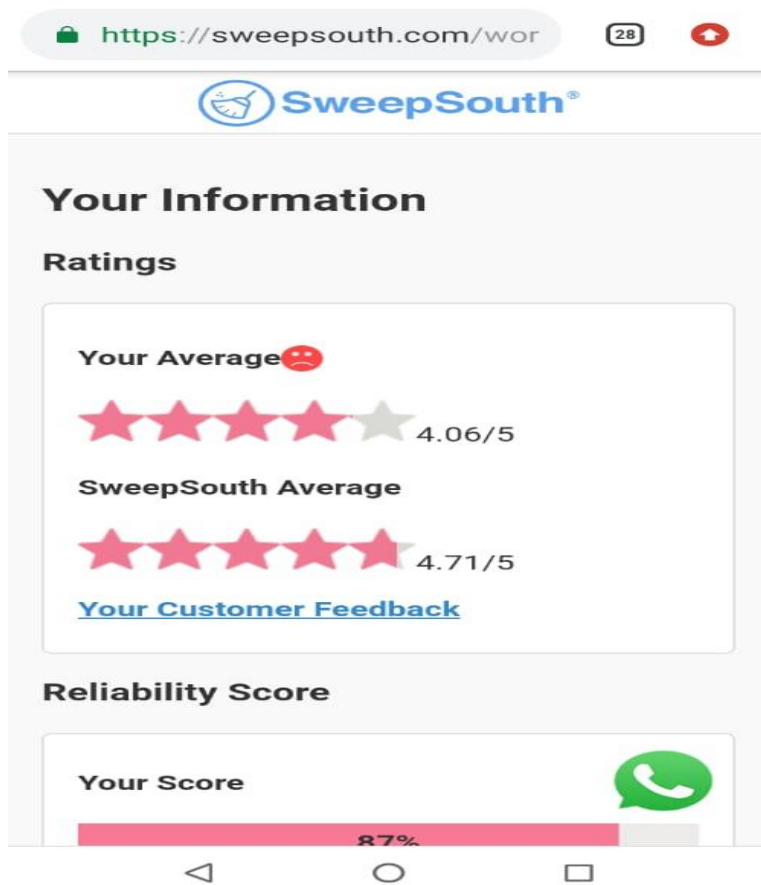 https://sweepsouth.com/wor
28
SweepSouth®
Your Information
Ratings
Your Average
4.06/5
SweepSouth Average
4.71/5
Your Customer Feedback
Reliability Score
Your Score
87%